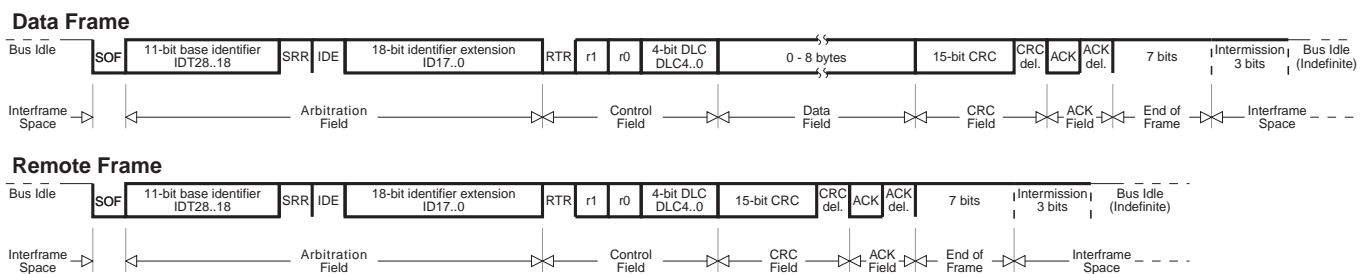 Data Frame
Bus Idle
SOF
11-bit base identifier
IDT28..18
SRR
IDE
18-bit identifier extension
ID17..0
RTR
r1
r0
4-bit DLC
DLC4..0
0 - 8 bytes
15-bit CRC
CRC
del.
ACK
ACK
del.
7 bits
Intermission
3 bits
Bus Idle
(Indefinite)
Interframe
Space
Arbitration
Field
Control
Field
Data
Field
CRC
Field
ACK
Field
End of
Frame
Interframe
Space
Remote Frame
Bus Idle
SOF
11-bit base identifier
IDT28..18
SRR
IDE
18-bit identifier extension
ID17..0
RTR
r1
r0
4-bit DLC
DLC4..0
15-bit CRC
CRC
del.
ACK
ACK
del.
7 bits
Intermission
3 bits
Bus Idle
(Indefinite)
Interframe
Space
Arbitration
Field
Control
Field
CRC
Field
ACK
Field
End of
Frame
Interframe
Space